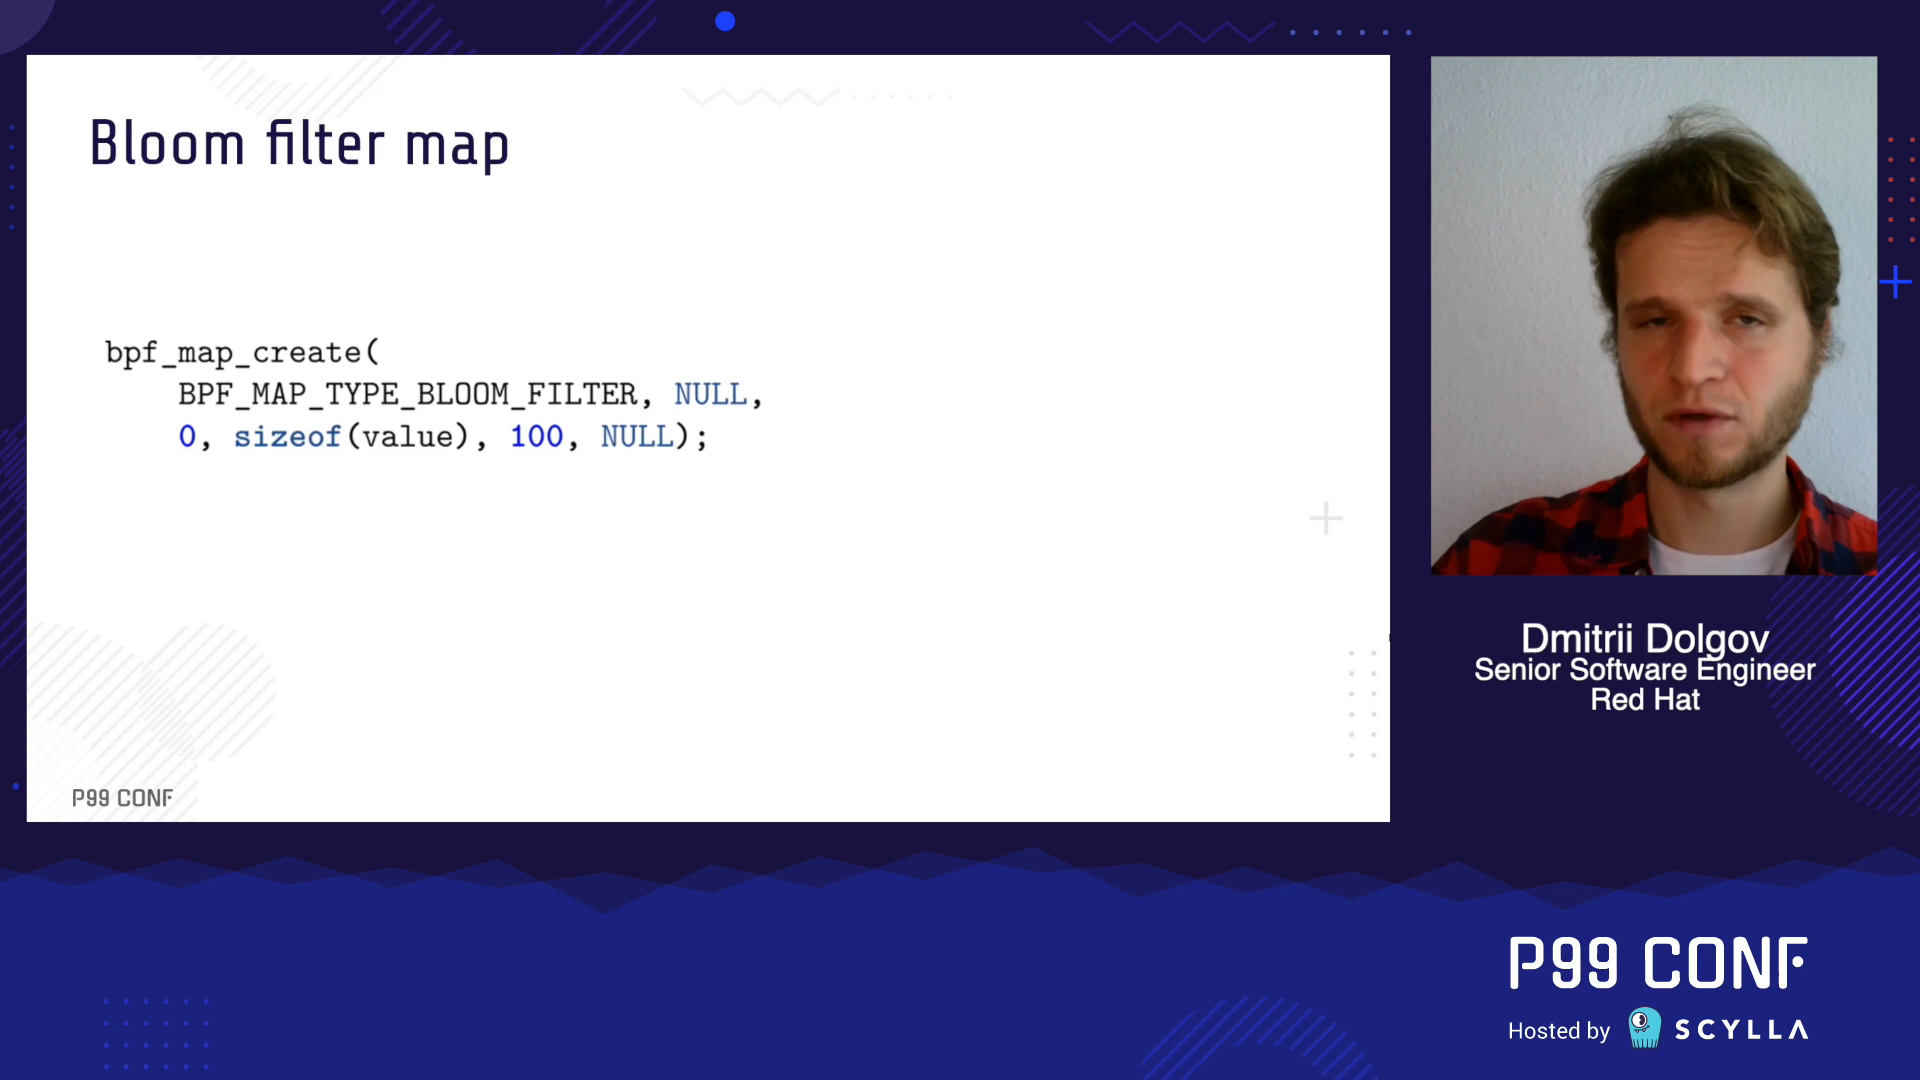 Bloom filter map
bpf_map_create(
BPF_MAP_TYPE_BLOOM_FILTER, NULL,
0, sizeof(value), 100, NULL);
P99 CONF
Dmitrii Dolgov
Senior Software Engineer
Red Hat
P99 CONF
Hosted by SCYLLA